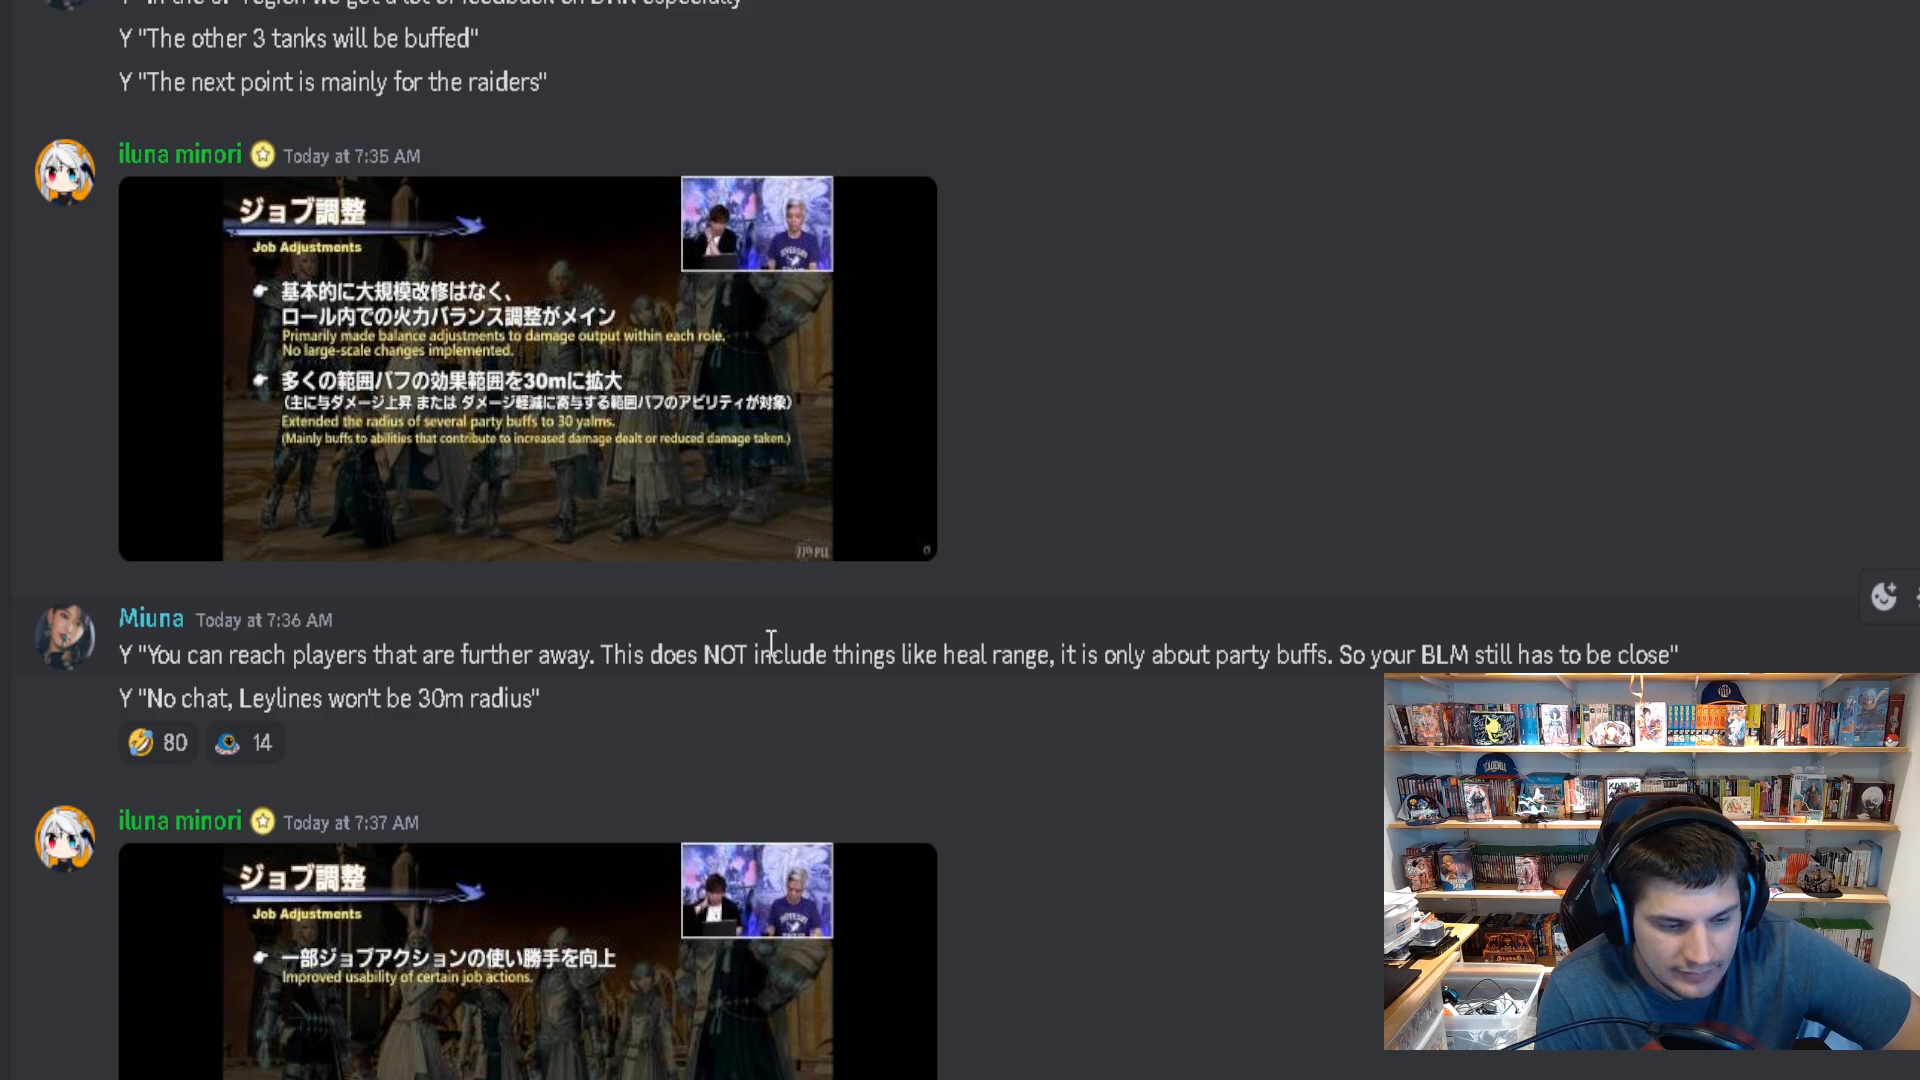 Y "In the JP region we get a lot of feedback on DRK especially"
Y "The other 3 tanks will be buffed"
Y "The next point is mainly for the raiders"
iluna minori Today at 7:35 AM
ジョブ調整
Job Adjustments
基本的に大規模改修はなく、
ロール内での火力バランス調整がメイン
Primarily made balance adjustments to damage output within each role.
No large-scale changes implemented.
多くの範囲バフの効果範囲を30mに拡大
（主に与ダメージ上昇 または ダメージ軽減に寄与する範囲バフのアビリティが対象）
Extended the radius of several party buffs to 30 yalms.
(Mainly buffs to abilities that contribute to increased damage dealt or reduced damage taken.)
Miuna Today at 7:36 AM
Y "You can reach players that are further away. This does NOT include things like heal range, it is only about party buffs. So your BLM still has to be close"
Y "No chat, Leylines won't be 30m radius"
80 14
iluna minori Today at 7:37 AM
ジョブ調整
Job Adjustments
一部ジョブアクションの使い勝手を向上
Improved usability of certain job actions.